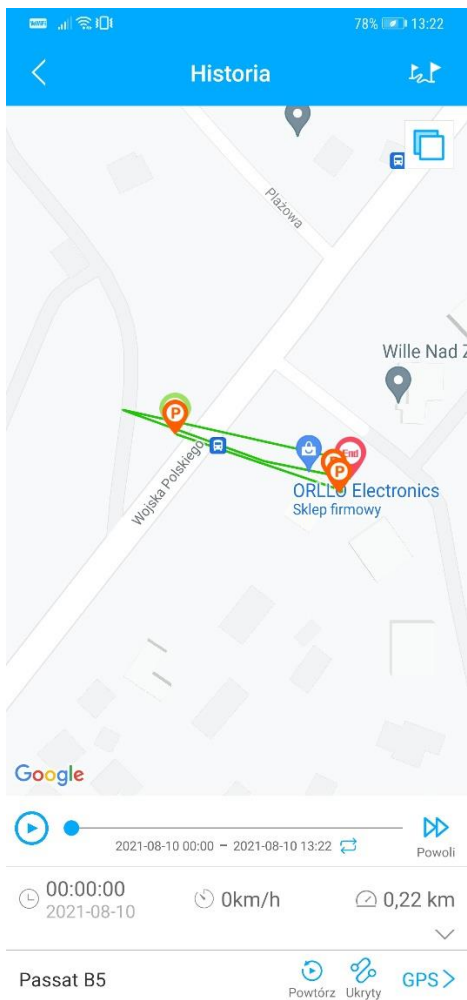 VoWiFi 78% 13:22
Historia
Plażowa
Wille Nad
Wojska Polskiego
P
P
End
ORLLO Electronics
Sklep firmowy
Google
2021-08-10 00:00 – 2021-08-10 13:22
Powoli
00:00:00 0km/h 0,22 km
2021-08-10
Passat B5 Powtórz Ukryty GPS